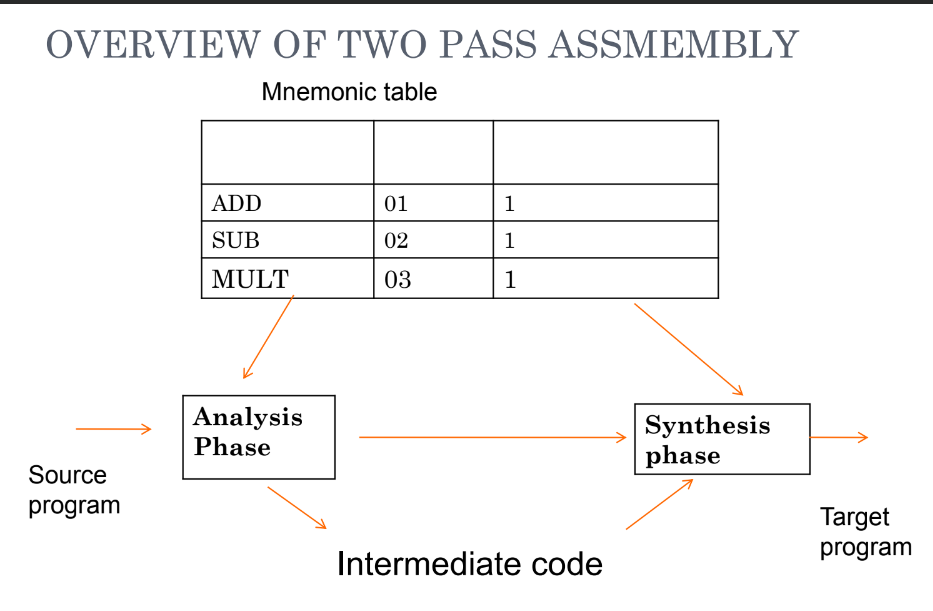 OVERVIEW OF TWO PASS ASSMEMBLY
Mnemonic table
ADD 01 1
SUB 02 1
MULT 03 1
Analysis
Phase
Synthesis
phase
Source
program
Target
program
Intermediate code